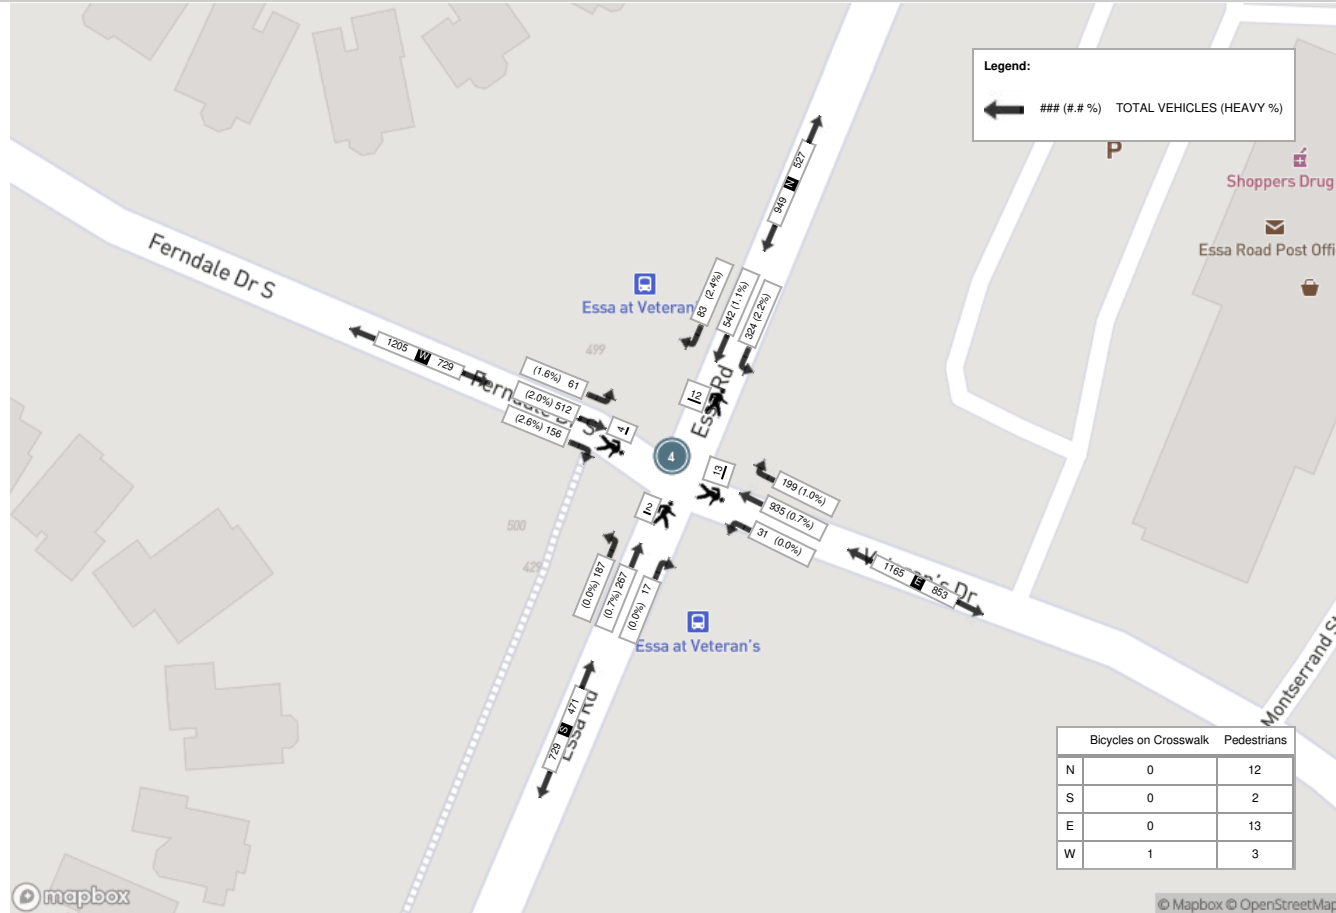 Legend:
### (#.# %) TOTAL VEHICLES (HEAVY %)
P
Shoppers Drug
Essa Road Post Offi
527
N
949
Ferndale Dr S
Essa at Veteran
83 (2.4%)
542 (1.1%)
324 (2.2%)
499
1205 W 729
(1.6%) 61
(2.0%) 512
(2.6%) 156
4
12
Essa Rd
4
13
2
199 (1.0%)
935 (0.7%)
31 (0.0%)
500
429
(0.0%) 187
(0.7%) 267
(0.0%) 17
Veteran's Dr
1165 E 853
Essa at Veteran's
471
S
729
Essa Rd
Montserrand St
Bicycles on Crosswalk Pedestrians
N 0 12
S 0 2
E 0 13
W 1 3
mapbox
© Mapbox © OpenStreetMap